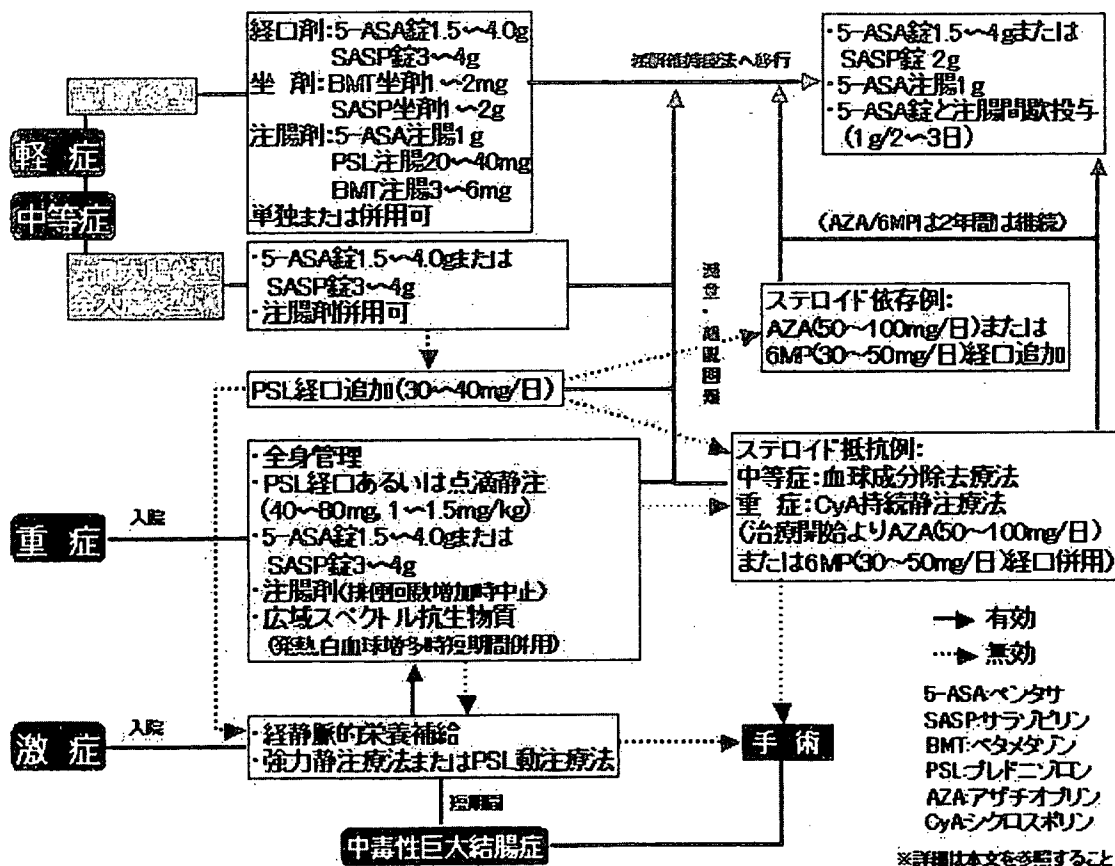 経口剤:5-ASA錠1.5~4.0g
SASP錠3~4g
坐 剤:BMT坐剤1~2mg
SASP坐剤1~2g
注腸剤:5-ASA注腸1g
PSL注腸20~40mg
BMT注腸3~6mg
単独または併用可
軽 症
中等症
・5-ASA錠1.5~4.0gまたは
SASP錠3~4g
・注腸剤併用可
・5-ASA錠1.5~4gまたは
SASP錠 2g
・5-ASA注腸1g
・5-ASA錠と注腸間歇投与
(1g/2~3日)
(AZA/6MPは2年間は継続)
ステロイド依存例:
AZA(50~100mg/日)または
6MP(30~50mg/日)経口追加
PSL経口追加(30~40mg/日)
ステロイド抵抗例:
中等症:血球成分除去療法
重 症:CyA持続静注療法
(治療開始よりAZA(50~100mg/日)
または6MP(30~50mg/日)経口併用)
重 症
入院
・全身管理
・PSL経口あるいは点滴静注
(40~80mg, 1~1.5mg/kg)
・5-ASA錠1.5~4.0gまたは
SASP錠3~4g
・注腸剤(排便回数増加時中止)
・広域スペクトル抗生物質
(発熱,白血球増多時短期間併用)
激 症
入院
・経静脈的栄養補給
・強力静注療法またはPSL動注療法
短期間
中毒性巨大結腸症
手 術
有効
無効
5-ASA:ペンタサ
SASP:サラゾピリン
BMT:ベタメタゾン
PSL:プレドニゾロン
AZA:アザチオプリン
CyA:シクロスポリン
※詳細は本文を参照すること